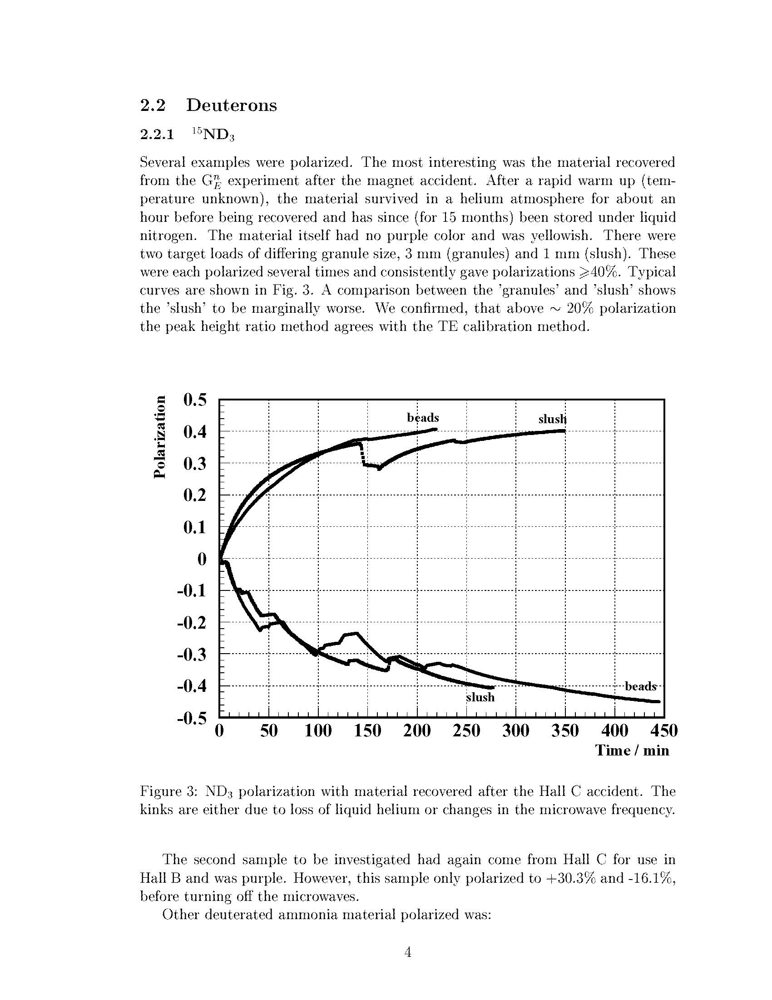 2.2 Deuterons
2.2.1 ¹⁵ND₃
Several examples were polarized. The most interesting was the material recovered
from the Gⁿ_E experiment after the magnet accident. After a rapid warm up (tem-
perature unknown), the material survived in a helium atmosphere for about an
hour before being recovered and has since (for 15 months) been stored under liquid
nitrogen. The material itself had no purple color and was yellowish. There were
two target loads of differing granule size, 3 mm (granules) and 1 mm (slush). These
were each polarized several times and consistently gave polarizations ⩾40%. Typical
curves are shown in Fig. 3. A comparison between the 'granules' and 'slush' shows
the 'slush' to be marginally worse. We confirmed, that above ∼ 20% polarization
the peak height ratio method agrees with the TE calibration method.
Polarization
0.5
0.4
0.3
0.2
0.1
0
-0.1
-0.2
-0.3
-0.4
-0.5
beads
slush
beads
slush
0 50 100 150 200 250 300 350 400 450
Time / min
Figure 3: ND₃ polarization with material recovered after the Hall C accident. The
kinks are either due to loss of liquid helium or changes in the microwave frequency.
The second sample to be investigated had again come from Hall C for use in
Hall B and was purple. However, this sample only polarized to +30.3% and -16.1%,
before turning off the microwaves.
Other deuterated ammonia material polarized was:
4